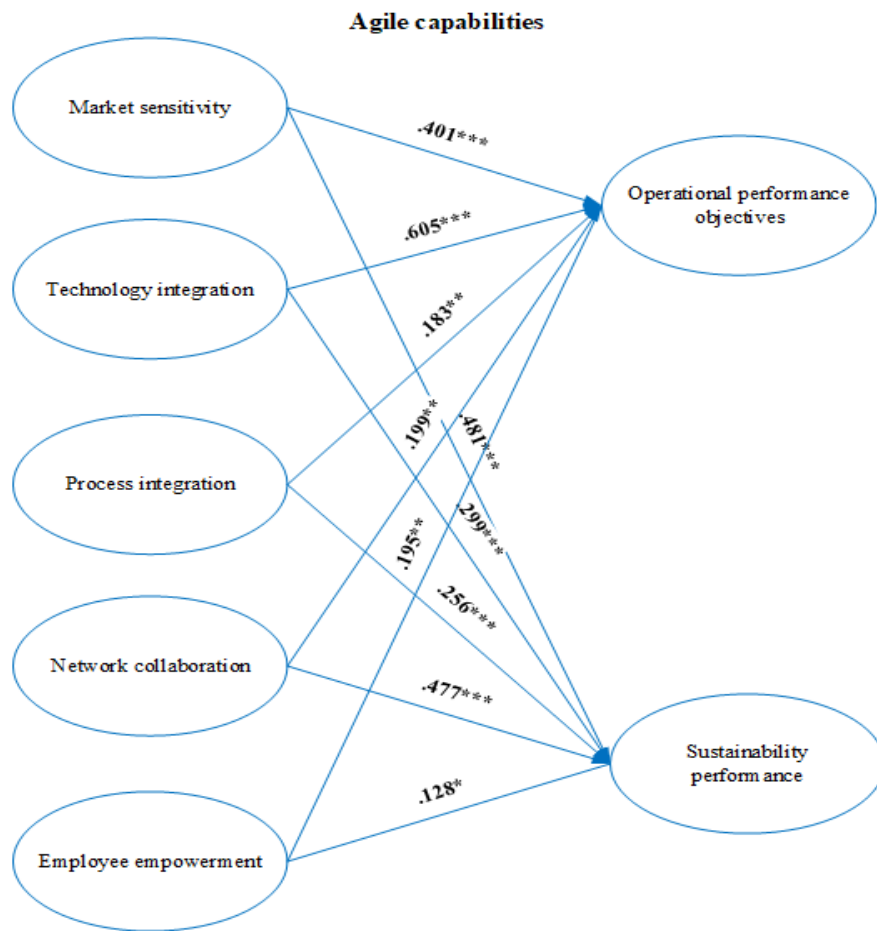 Agile capabilities
Market sensitivity
.401***
Operational performance
objectives
.605***
Technology integration
.183**
.199**
.481***
Process integration
.299***
.195**
.256***
Network collaboration
.477***
Sustainability
performance
.128*
Employee empowerment